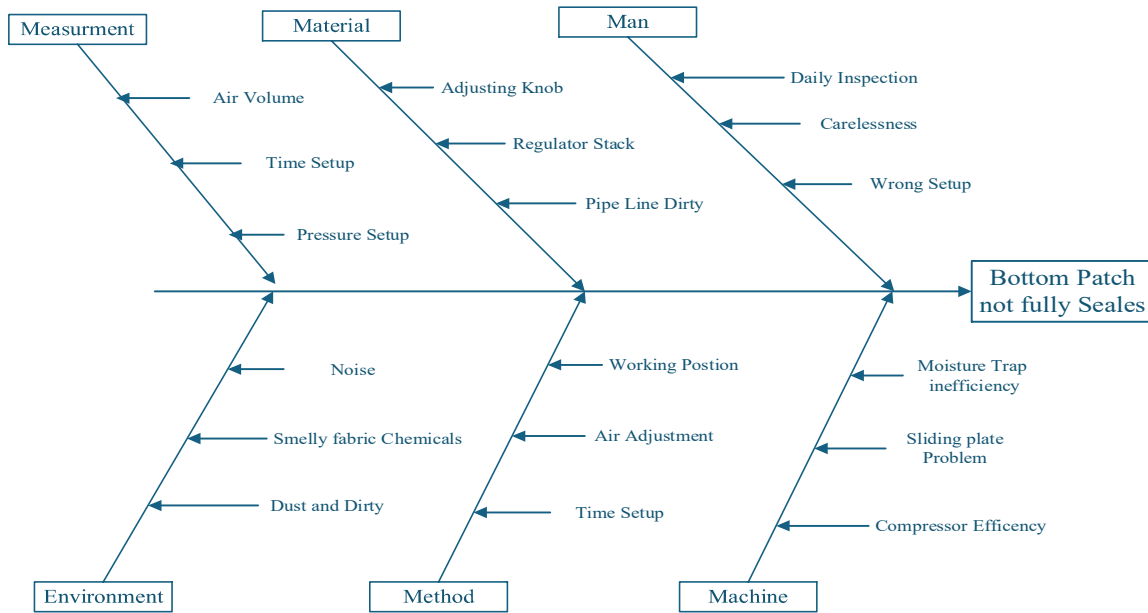 Measurment
Material
Man
Air Volume
Time Setup
Pressure Setup
Adjusting Knob
Regulator Stack
Pipe Line Dirty
Daily Inspection
Carelessness
Wrong Setup
Bottom Patch
not fully Seales
Noise
Smelly fabric Chemicals
Dust and Dirty
Working Postion
Air Adjustment
Time Setup
Moisture Trap
inefficiency
Sliding plate
Problem
Compressor Efficency
Environment
Method
Machine